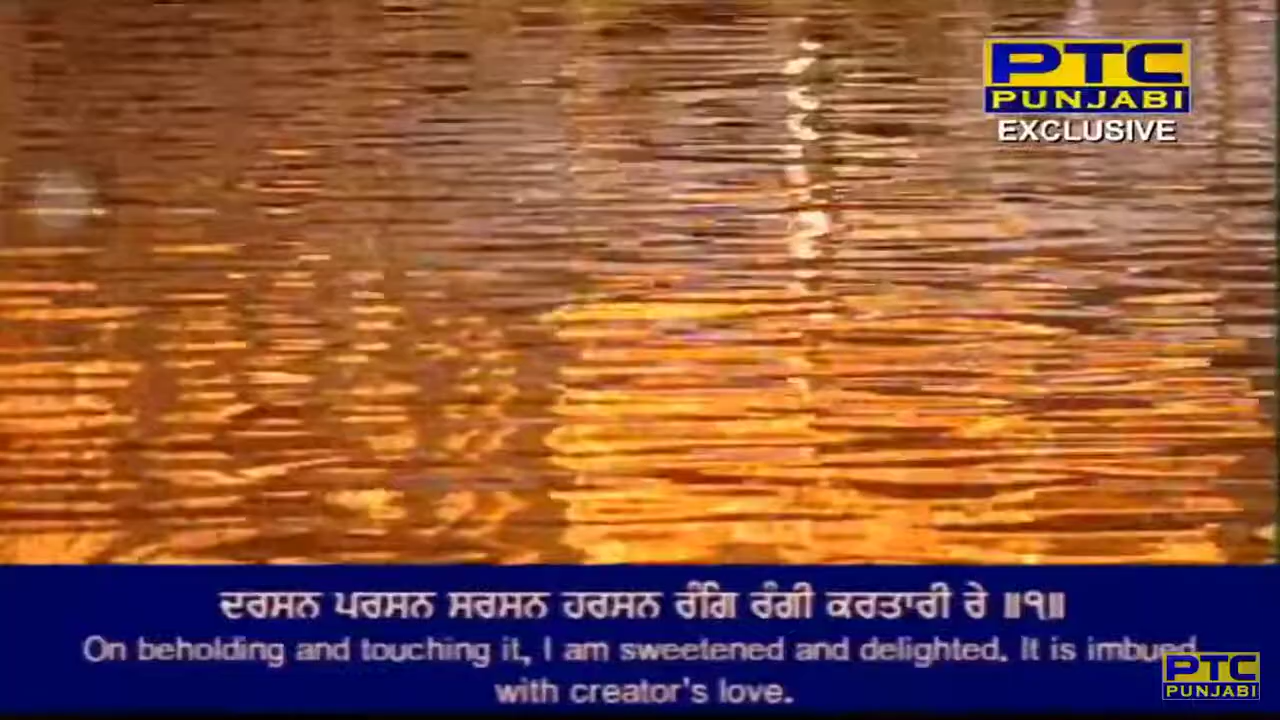 PTC
PUNJABI
EXCLUSIVE
ਦਰਸਨ ਪਰਸਨ ਸਰਸਨ ਹਰਸਨ ਰੰਗਿ ਰੰਗੀ ਕਰਤਾਰੀ ਰੇ ॥੧॥
On beholding and touching it, I am sweetened and delighted. It is imbued
with creator's love.
PTC
PUNJABI